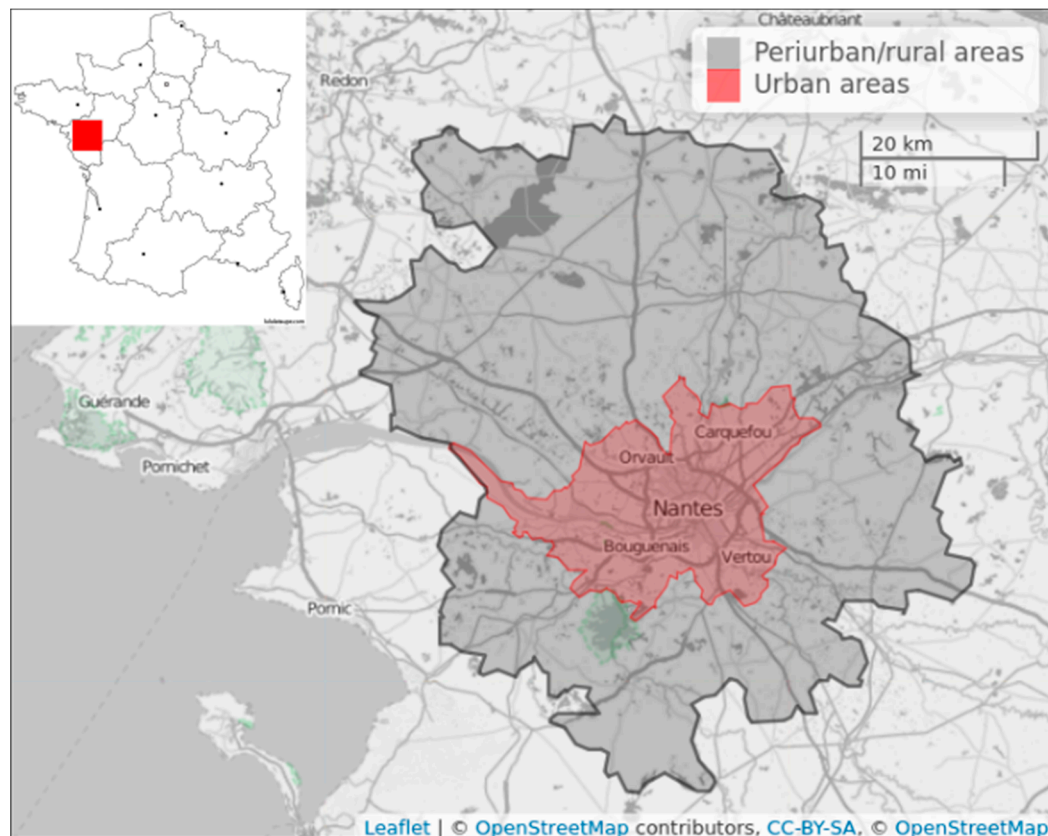 Châteaubriant
Periurban/rural areas
Urban areas
Redon
20 km
10 mi
Guérande
Carquefou
Orvault
Pornichet
Nantes
Bouguenais
Vertou
Pornic
Leaflet | © OpenStreetMap contributors, CC-BY-SA, © OpenStreetMap